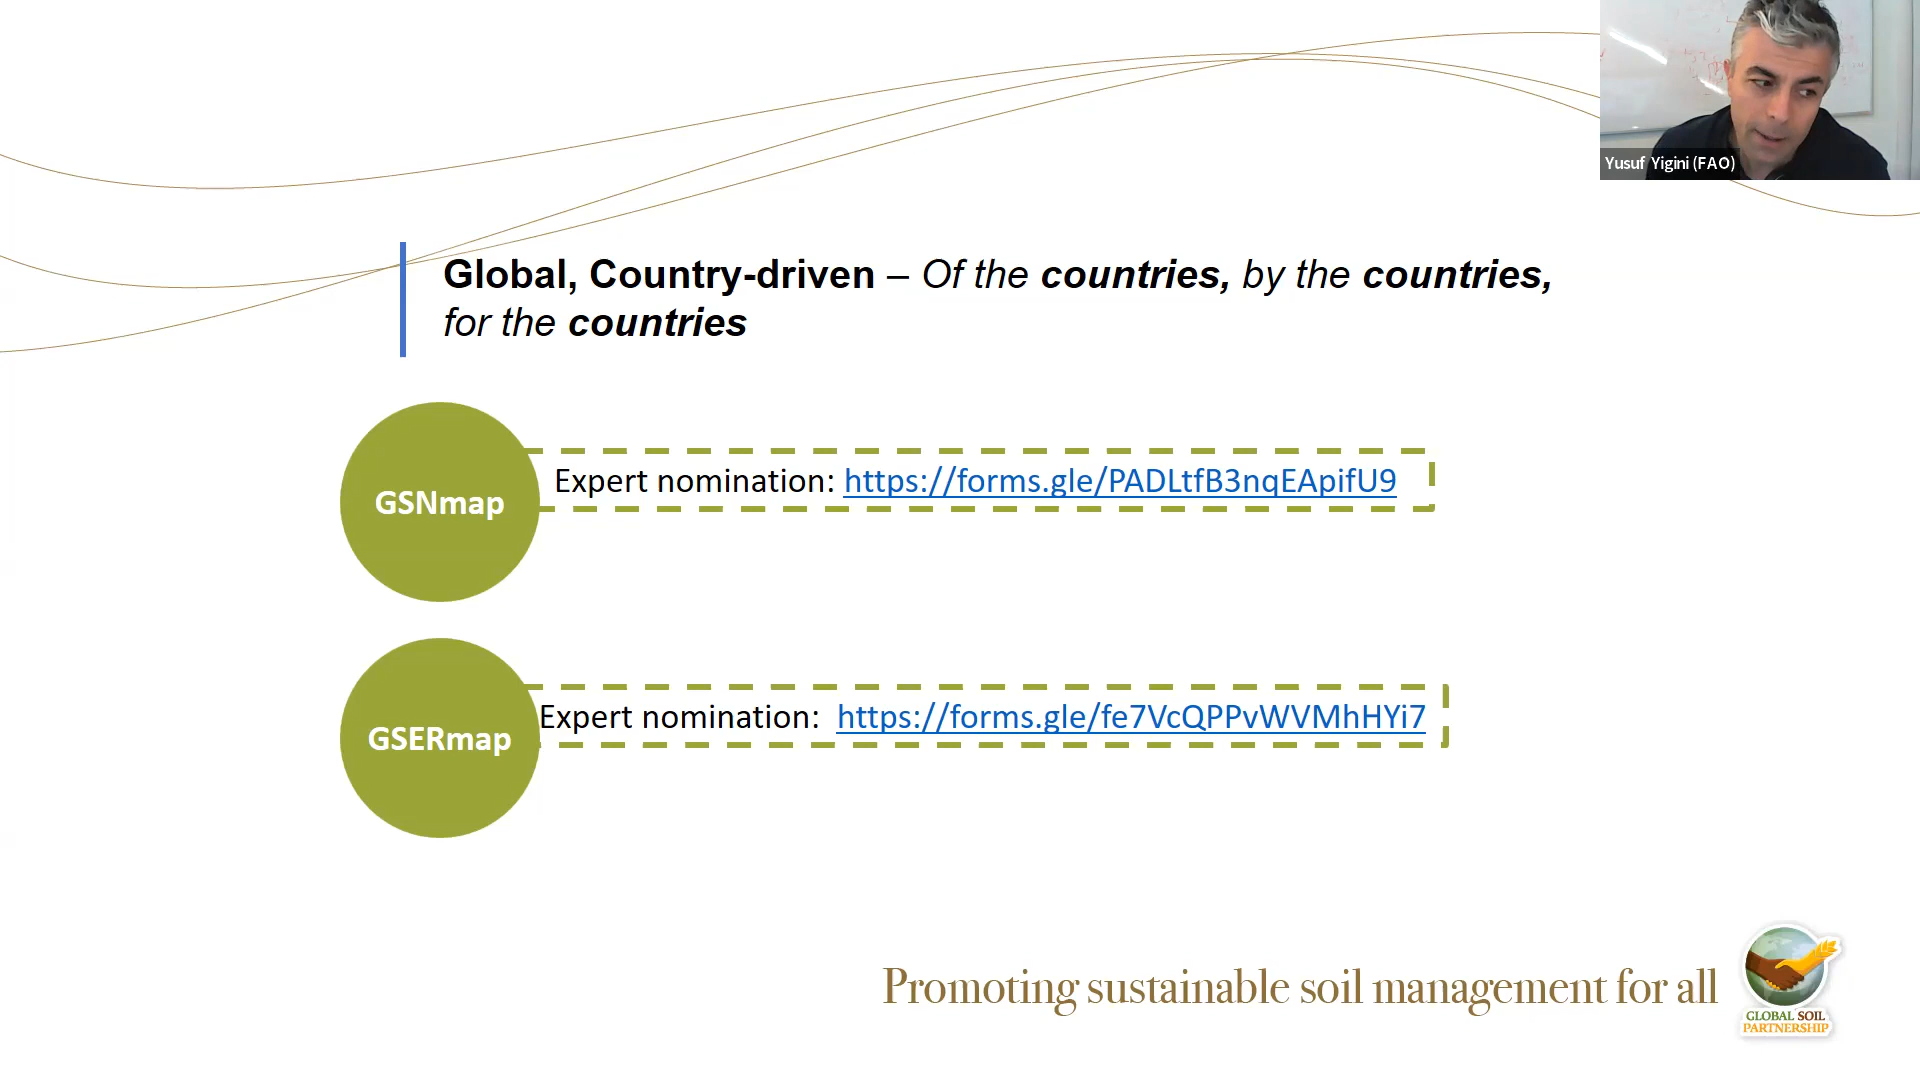 Yusuf Yigini (FAO)
Global, Country-driven – Of the countries, by the countries,
for the countries
GSNmap
Expert nomination: https://forms.gle/PADLtfB3nqEApifU9
GSERmap
Expert nomination: https://forms.gle/fe7VcQPPvWVMhHYi7
Promoting sustainable soil management for all
GLOBAL SOIL
PARTNERSHIP